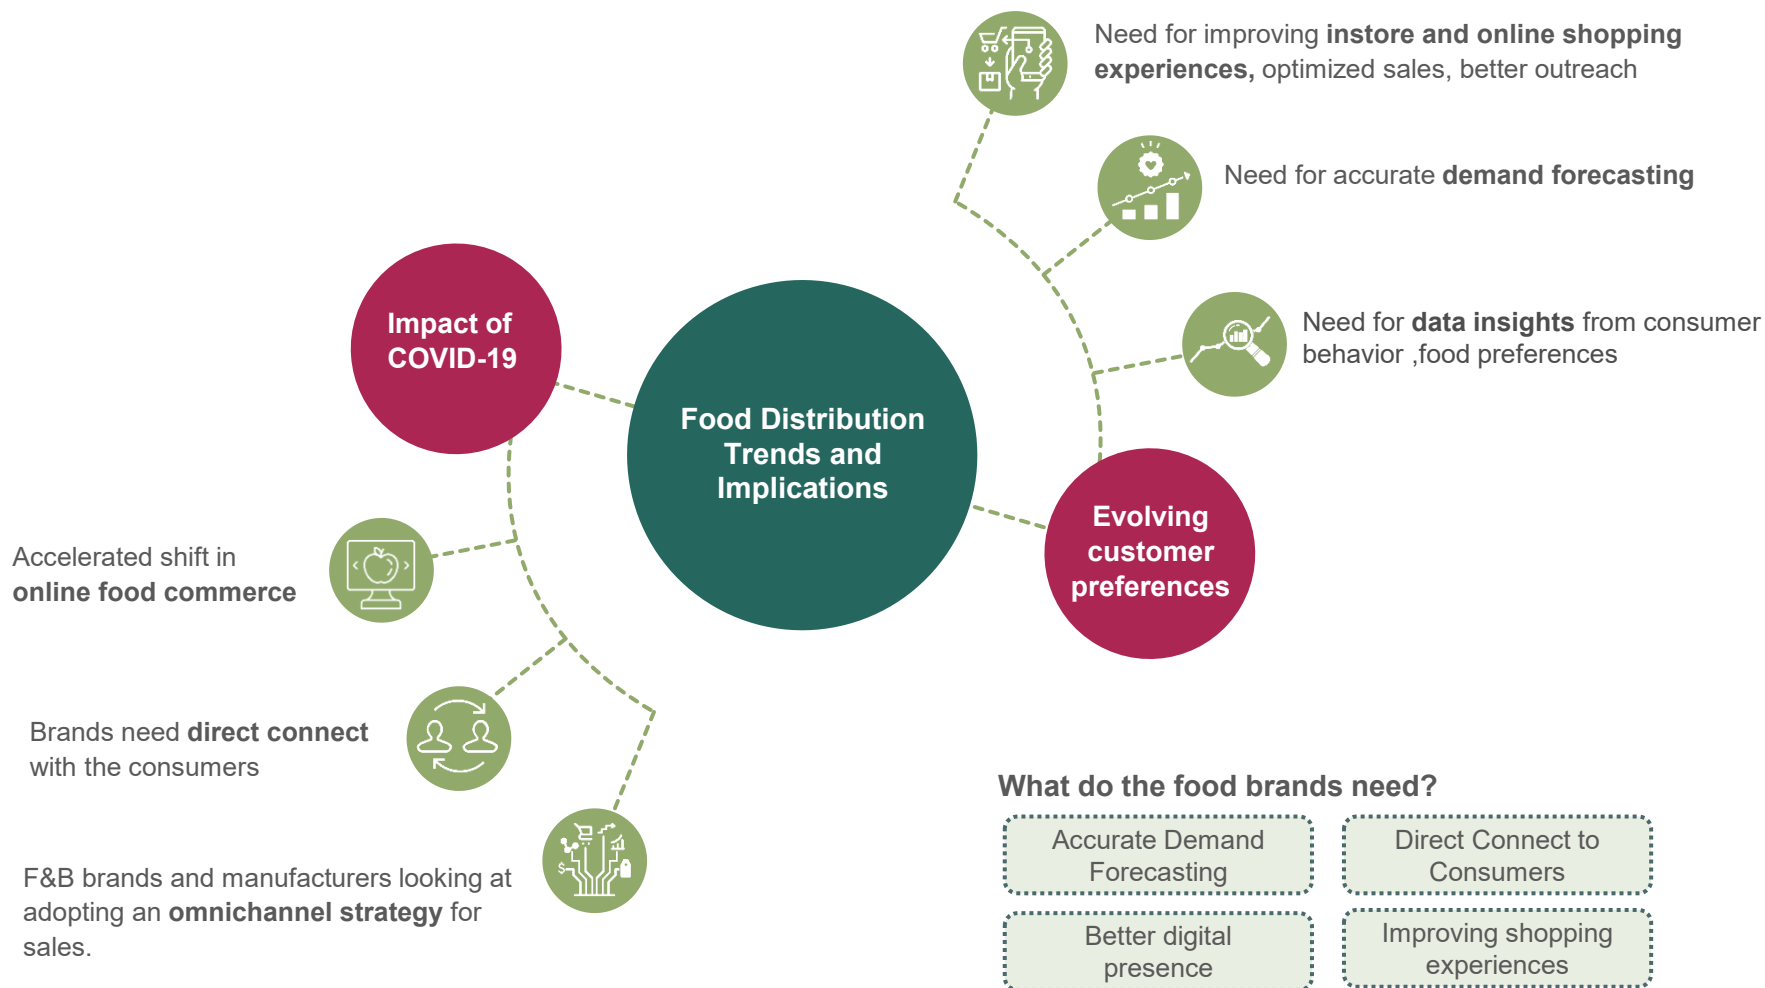 Need for improving instore and online shopping
experiences, optimized sales, better outreach
Need for accurate demand forecasting
Need for data insights from consumer
behavior ,food preferences
Impact of
COVID-19
Food Distribution
Trends and
Implications
Evolving
customer
preferences
Accelerated shift in
online food commerce
Brands need direct connect
with the consumers
F&B brands and manufacturers looking at
adopting an omnichannel strategy for
sales.
What do the food brands need?
Accurate Demand
Forecasting
Direct Connect to
Consumers
Better digital
presence
Improving shopping
experiences